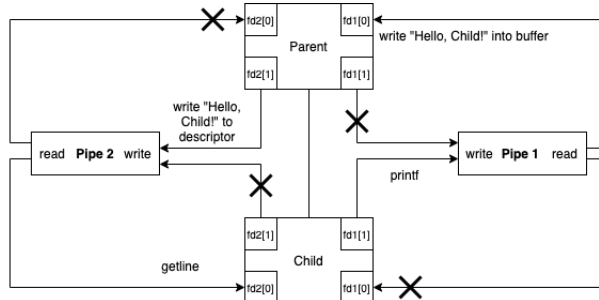 fd2[0]
fd1[0]
Parent
write "Hello, Child!" into buffer
fd2[1]
fd1[1]
write "Hello,
Child!" to
descriptor
read Pipe 2 write
write Pipe 1 read
printf
fd2[1]
fd1[1]
getline
Child
fd2[0]
fd1[0]